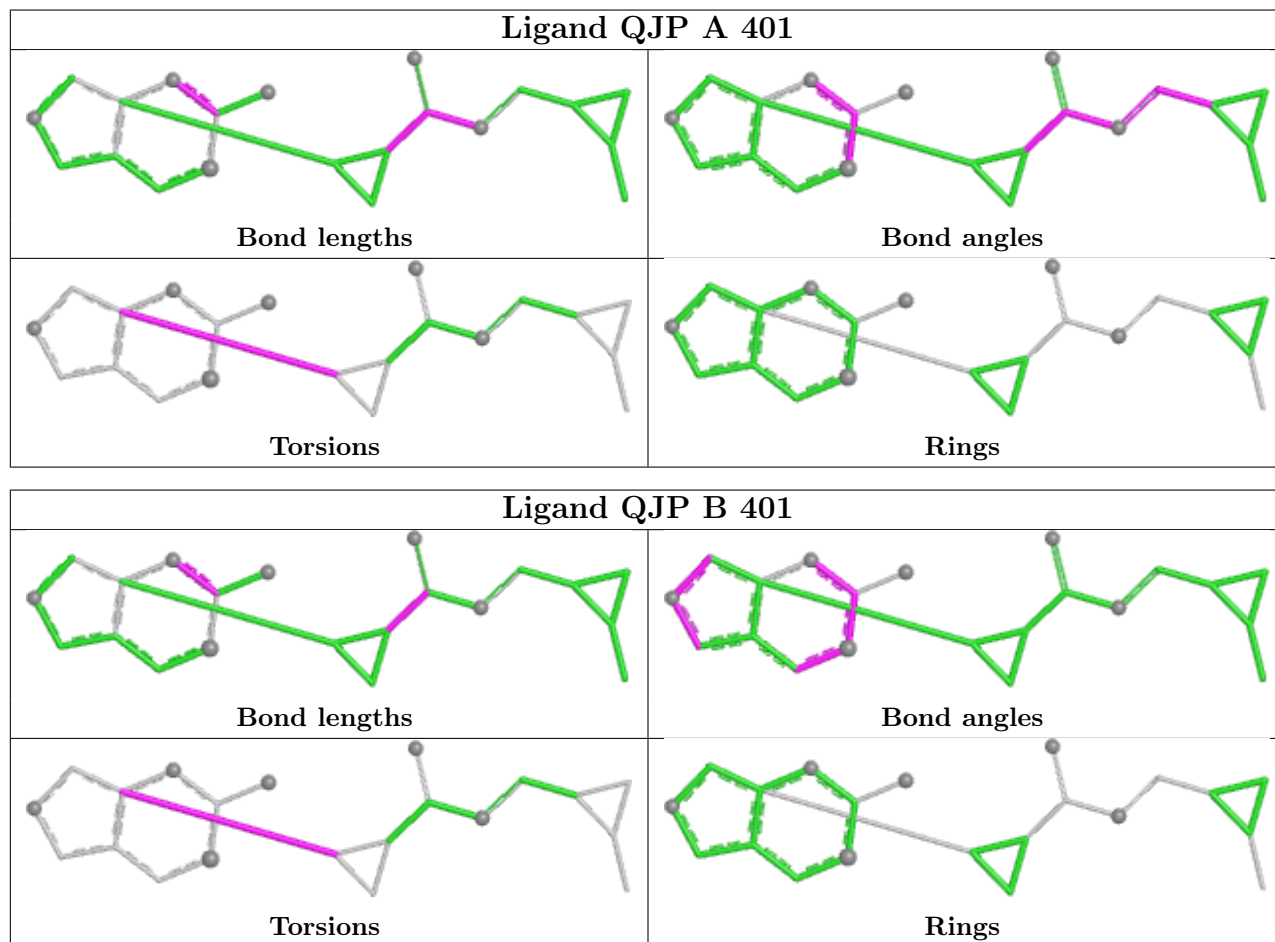 Ligand QJP A 401
Bond lengths
Bond angles
Torsions
Rings
Ligand QJP B 401
Bond lengths
Bond angles
Torsions
Rings